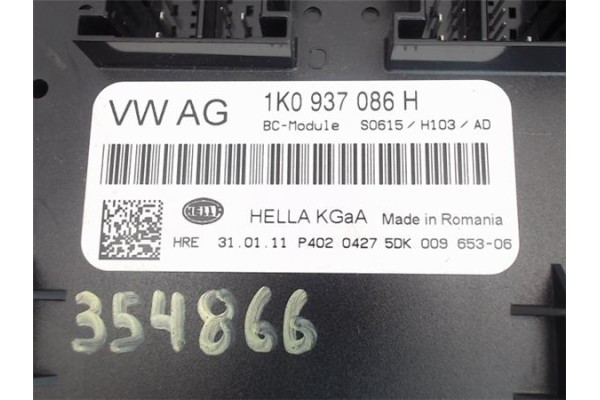 VW AG 1K0 937 086 H
BC-Module S0615 / H103 / AD
HELLA HELLA KGaA Made in Romania
HRE 31.01.11 P402 0427 5DK 009 653-06
354866